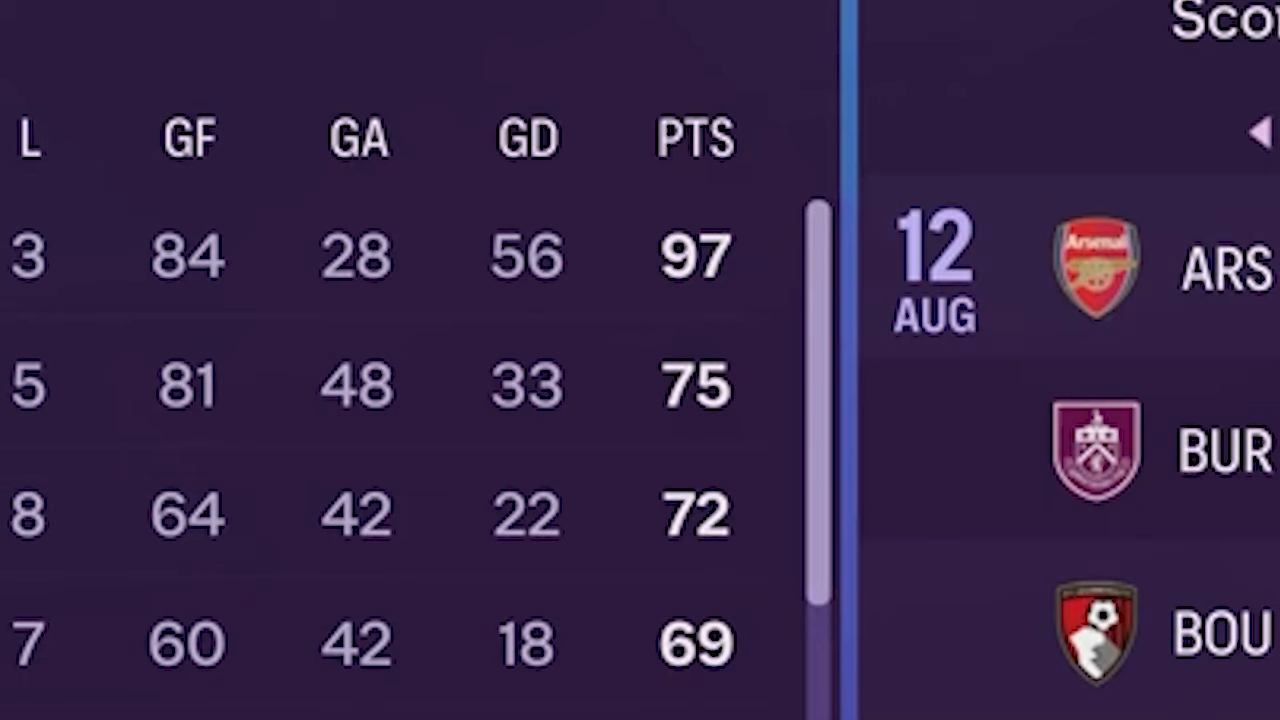 Scor
L GF GA GD PTS
3 84 28 56 97
5 81 48 33 75
8 64 42 22 72
7 60 42 18 69
12
AUG
Arsenal
ARS
BUR
BOU